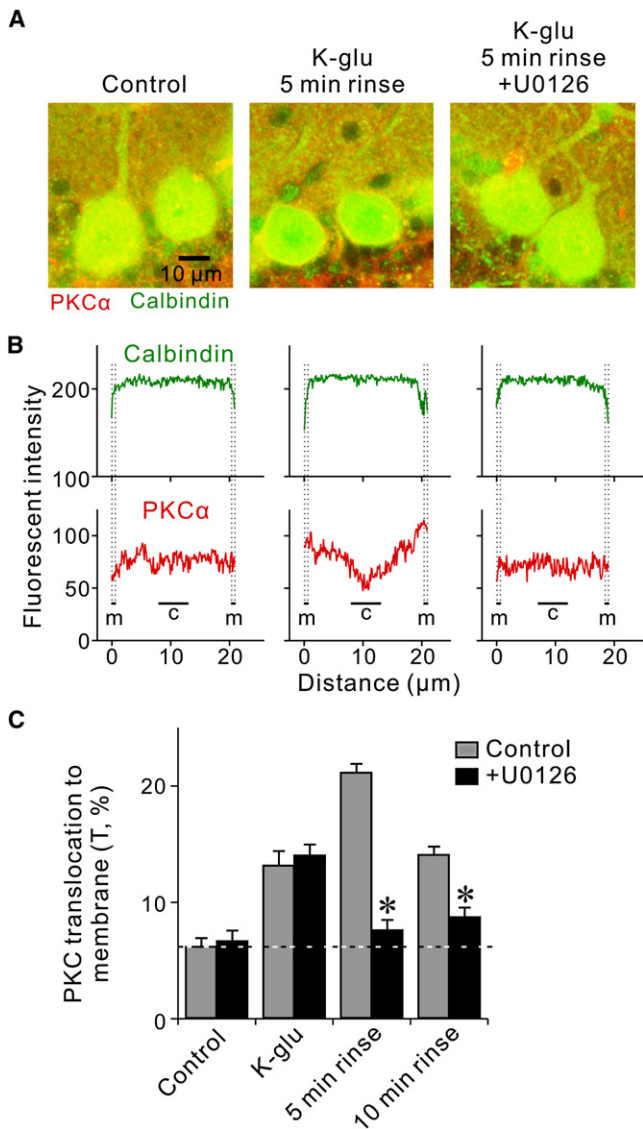 A
Control
K-glu
5 min rinse
K-glu
5 min rinse
+U0126
10 μm
PKCα Calbindin
B
Calbindin
200
100
Fluorescent intensity
PKCα
100
50
0
m c m
m c m
m c m
0 10 20
0 10 20
0 10 20
Distance (μm)
C
Control
+U0126
PKC translocation to
membrane (T, %)
20
10
0
* *
Control
K-glu
5 min rinse
10 min rinse